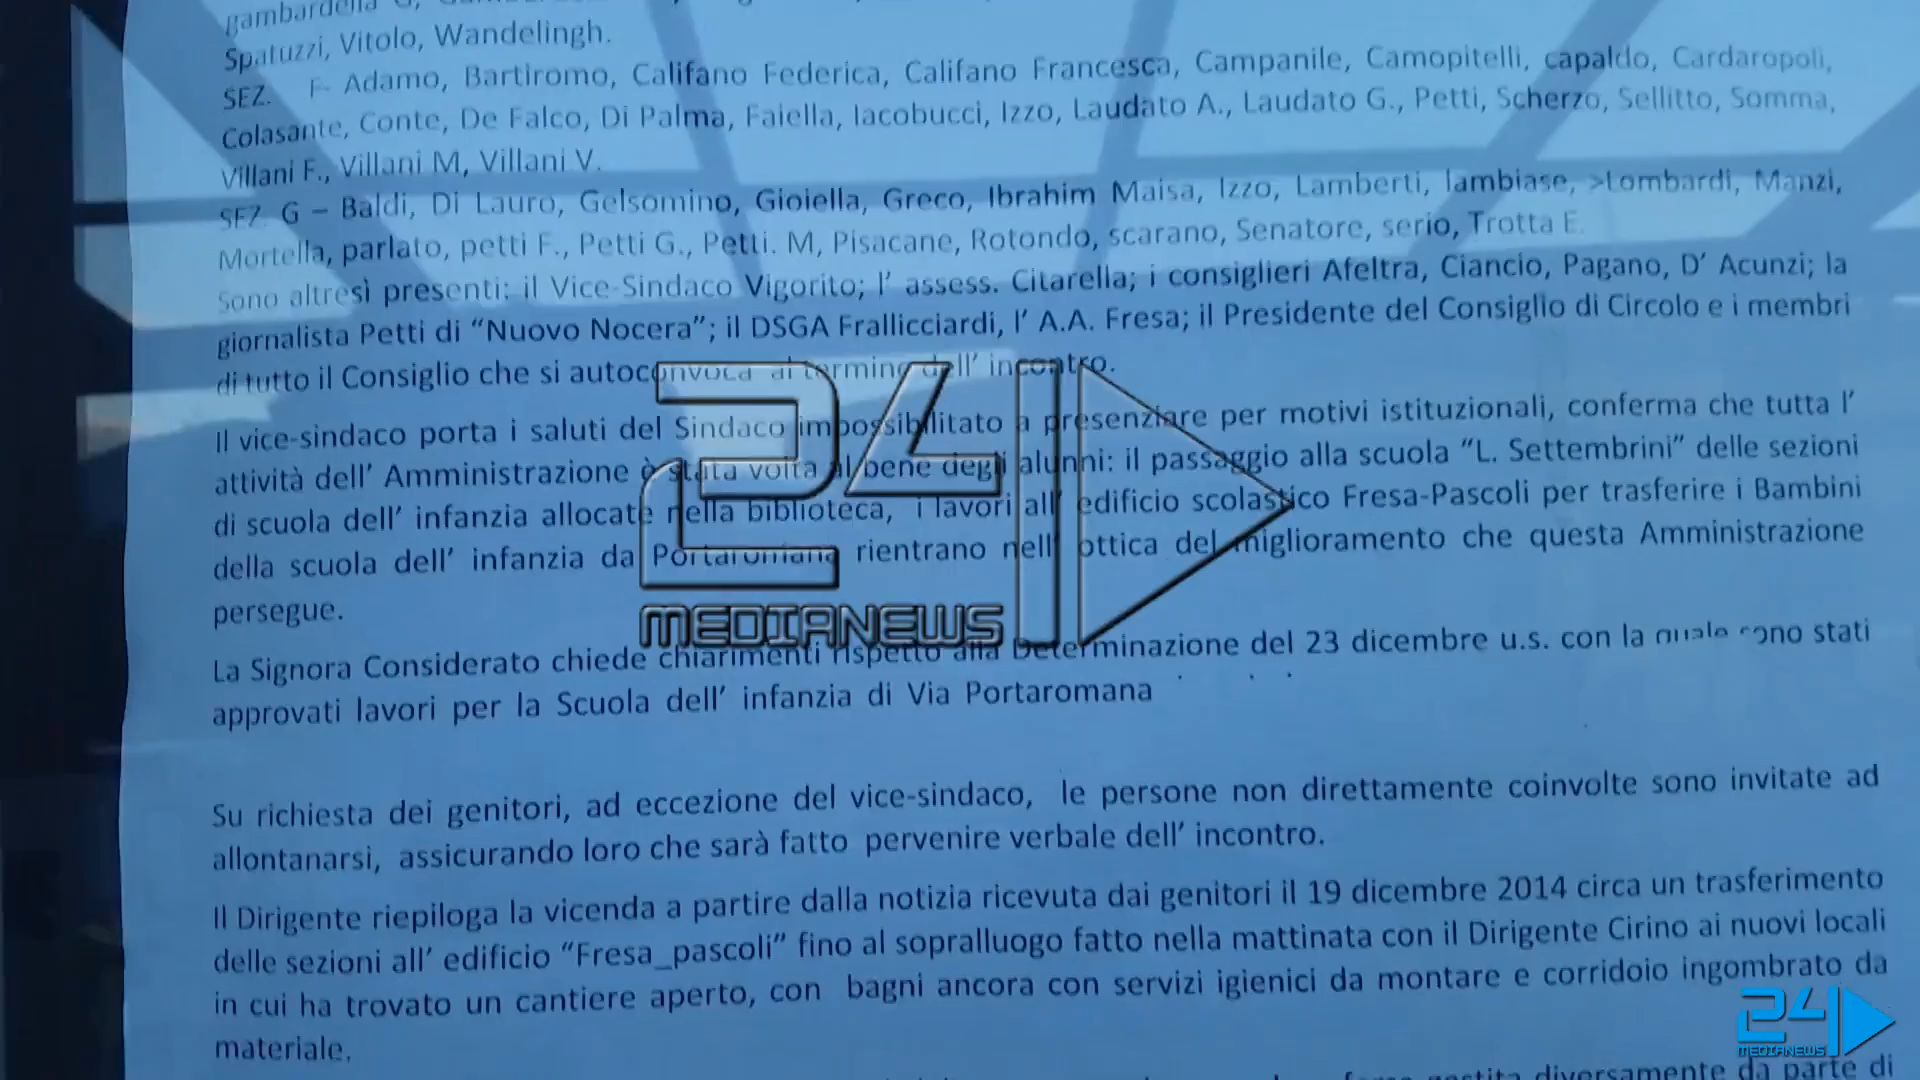 gambardella G,
Spatuzzi, Vitolo, Wandelingh.
SEZ. F- Adamo, Bartiromo, Califano Federica, Califano Francesca, Campanile, Camopitelli, capaldo, Cardaropoli,
Colasante, Conte, De Falco, Di Palma, Faiella, Iacobucci, Izzo, Laudato A., Laudato G., Petti, Scherzo, Sellitto, Somma,
Villani F., Villani M, Villani V.
SEZ. G – Baldi, Di Lauro, Gelsomino, Gioiella, Greco, Ibrahim Maisa, Izzo, Lamberti, lambiase, >Lombardi, Manzi,
Mortella, parlato, petti F., Petti G., Petti. M, Pisacane, Rotondo, scarano, Senatore, serio, Trotta E.
Sono altresì presenti: il Vice-Sindaco Vigorito; l' assess. Citarella; i consiglieri Afeltra, Ciancio, Pagano, D' Acunzi; la
giornalista Petti di "Nuovo Nocera"; il DSGA Frallicciardi, l' A.A. Fresa; il Presidente del Consiglio di Circolo e i membri
di tutto il Consiglio che si autoconvoca al termine dell' incontro.
Il vice-sindaco porta i saluti del Sindaco impossibilitato a presenziare per motivi istituzionali, conferma che tutta l'
attività dell' Amministrazione è stata volta al bene degli alunni: il passaggio alla scuola "L. Settembrini" delle sezioni
di scuola dell' infanzia allocate nella biblioteca, i lavori all' edificio scolastico Fresa-Pascoli per trasferire i Bambini
della scuola dell' infanzia da Portaromana rientrano nell' ottica del miglioramento che questa Amministrazione
persegue.
La Signora Considerato chiede chiarimenti rispetto alla Determinazione del 23 dicembre u.s. con la quale sono stati
approvati lavori per la Scuola dell' infanzia di Via Portaromana
Su richiesta dei genitori, ad eccezione del vice-sindaco, le persone non direttamente coinvolte sono invitate ad
allontanarsi, assicurando loro che sarà fatto pervenire verbale dell' incontro.
Il Dirigente riepiloga la vicenda a partire dalla notizia ricevuta dai genitori il 19 dicembre 2014 circa un trasferimento
delle sezioni all' edificio "Fresa_pascoli" fino al sopralluogo fatto nella mattinata con il Dirigente Cirino ai nuovi locali
in cui ha trovato un cantiere aperto, con bagni ancora con servizi igienici da montare e corridoio ingombrato da
materiale.
gestita diversamente da parte di
24
MEDIANEWS
24
MEDIANEWS